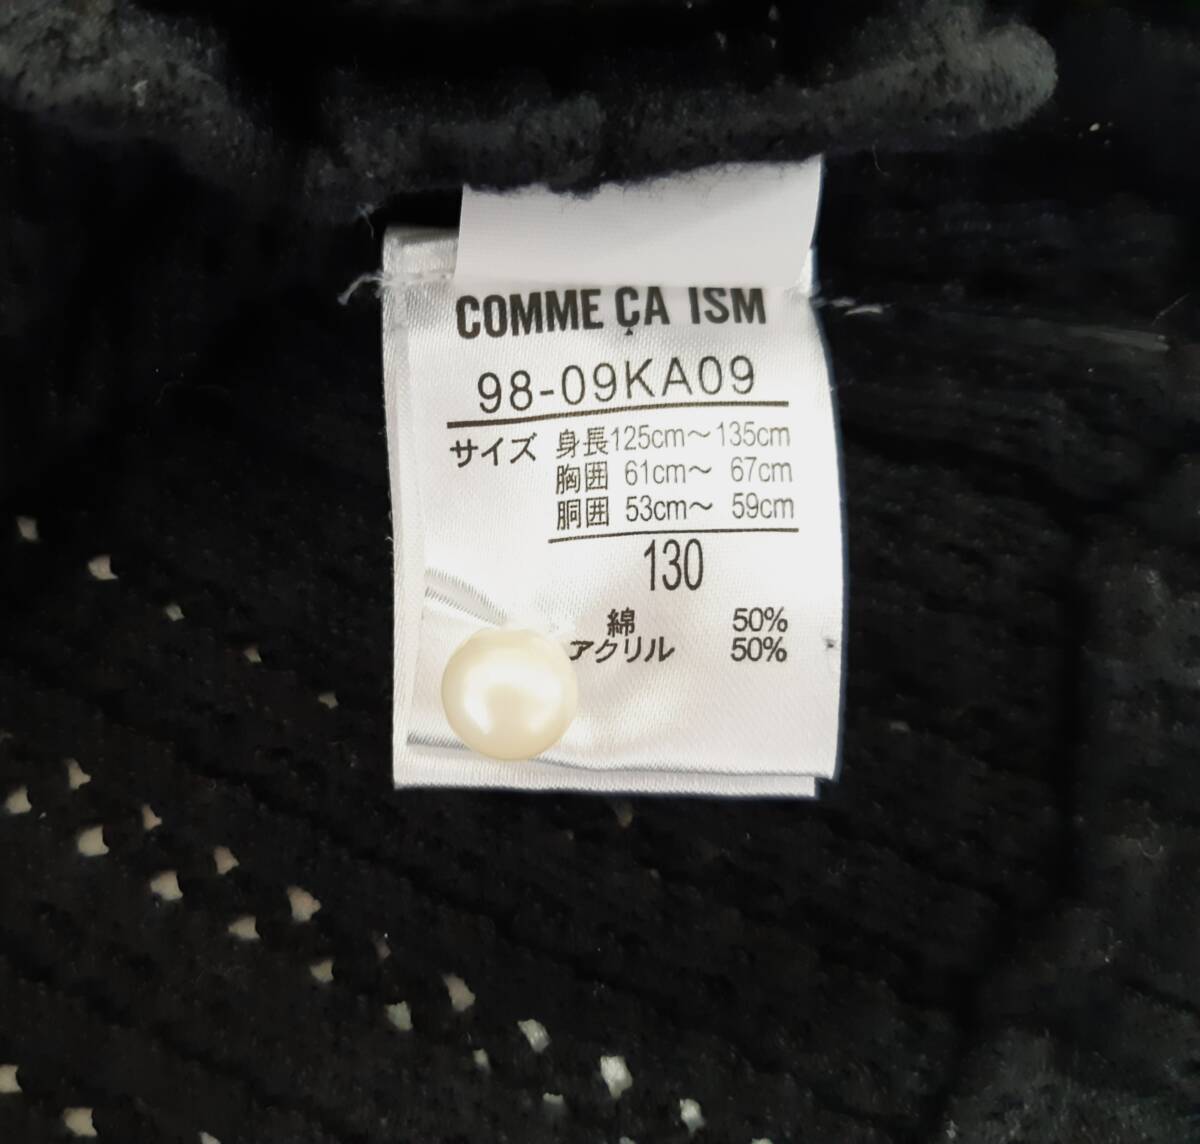 COMME ÇA ISM
98-09KA09
サイズ 身長125cm〜135cm
胸囲 61cm〜 67cm
胴囲 53cm〜 59cm
130
綿 50%
アクリル 50%